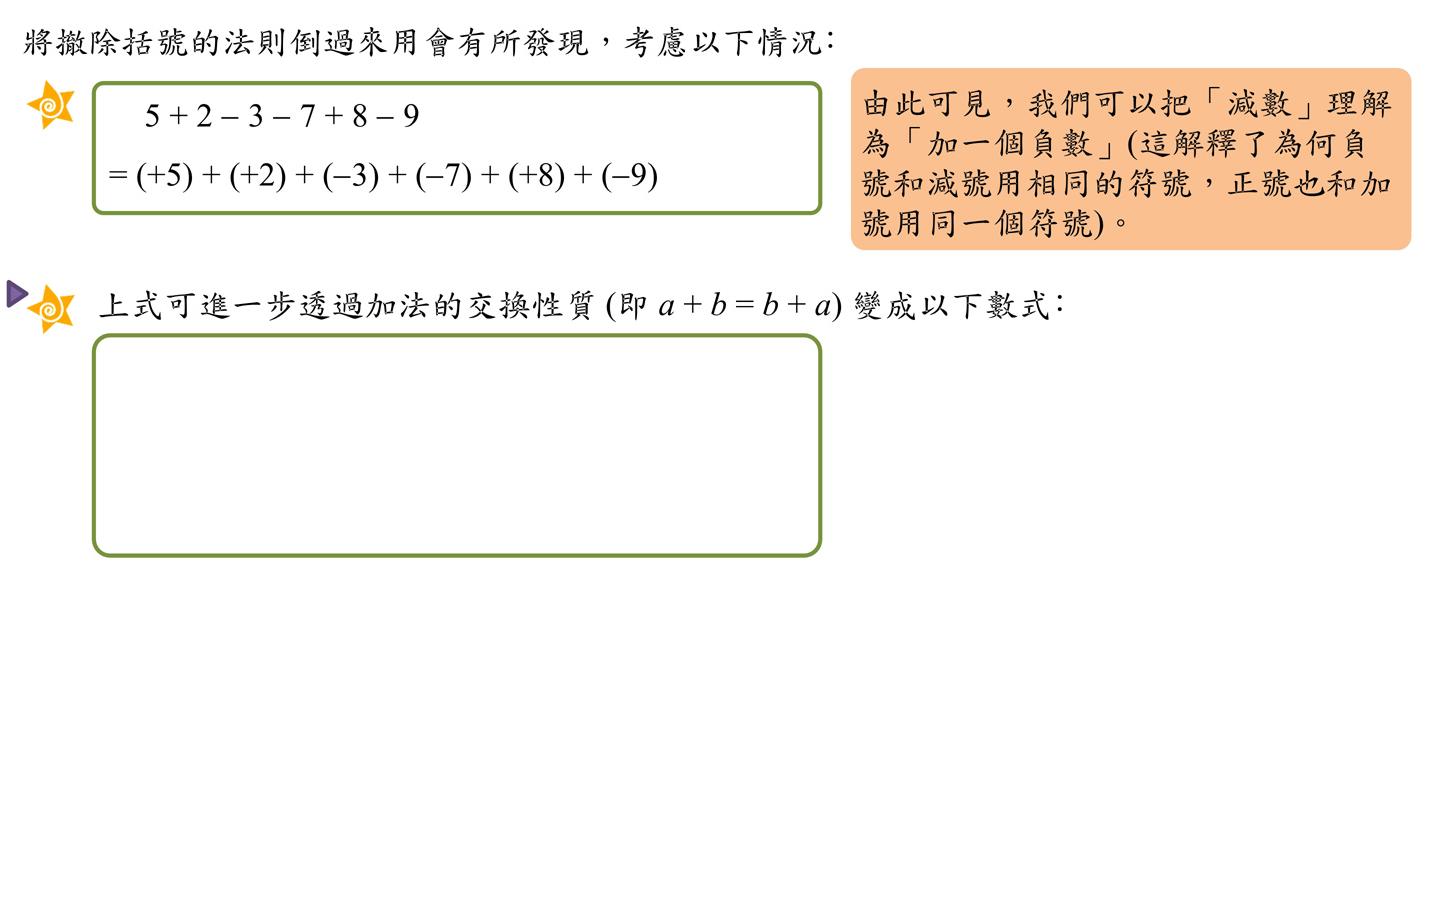 將撤除括號的法則倒過來用會有所發現，考慮以下情況：
5 + 2 – 3 – 7 + 8 – 9
= (+5) + (+2) + (–3) + (–7) + (+8) + (–9)
由此可見，我們可以把「減數」理解
為「加一個負數」(這解釋了為何負
號和減號用相同的符號，正號也和加
號用同一個符號)。
上式可進一步透過加法的交換性質 (即 a + b = b + a) 變成以下數式：